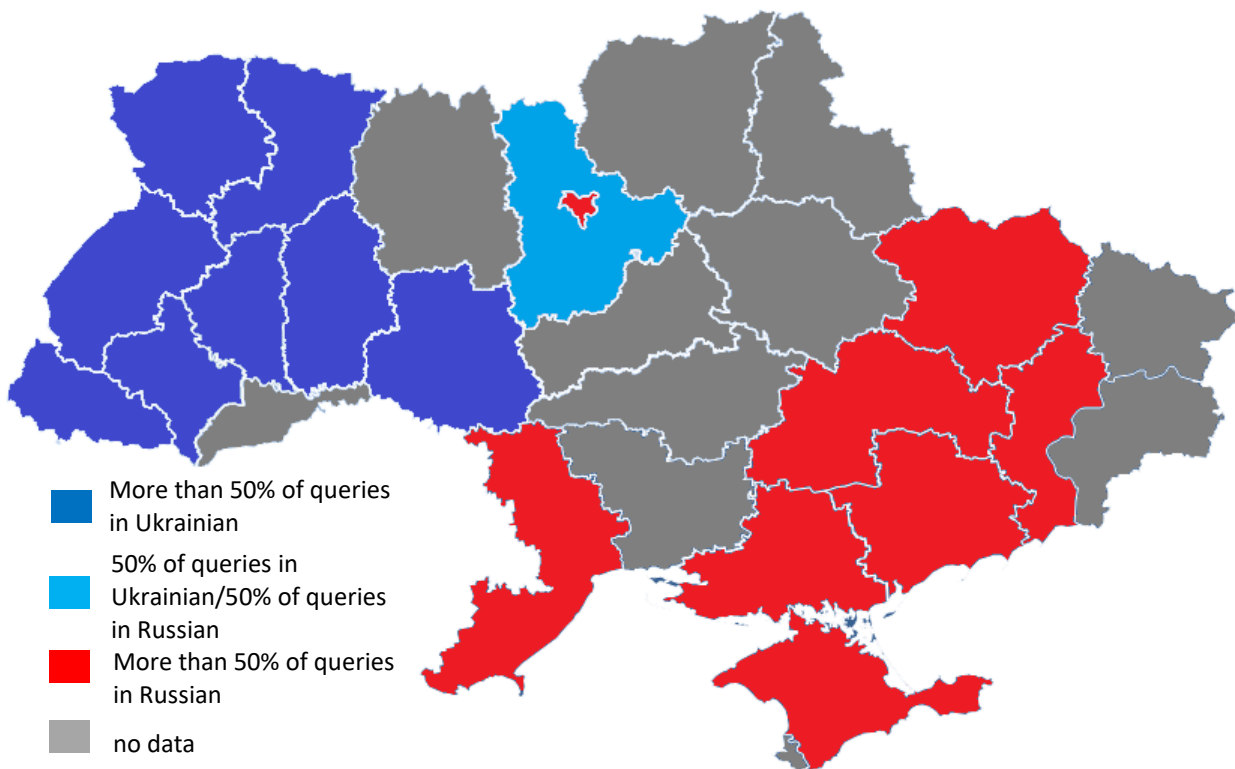 More than 50% of queries
in Ukrainian
50% of queries in
Ukrainian/50% of queries
in Russian
More than 50% of queries
in Russian
no data